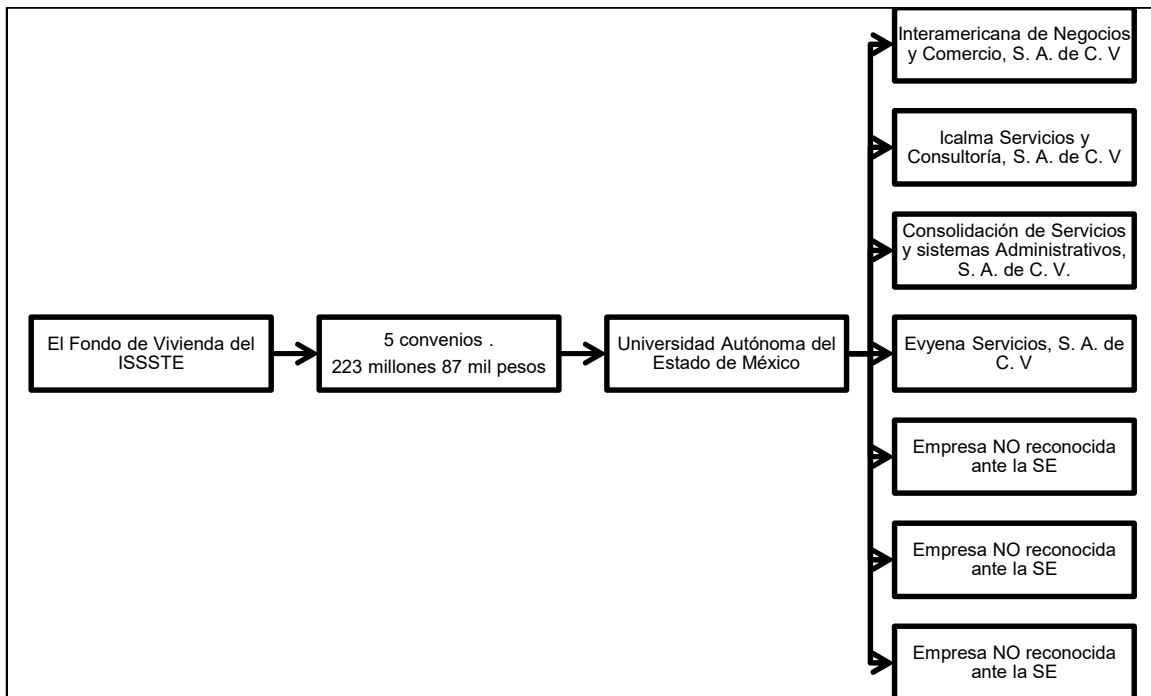 El Fondo de Vivienda del
ISSSTE
5 convenios .
223 millones 87 mil pesos
Universidad Autónoma del
Estado de México
Interamericana de Negocios
y Comercio, S. A. de C. V
Icalma Servicios y
Consultoría, S. A. de C. V
Consolidación de Servicios
y sistemas Administrativos,
S. A. de C. V.
Evyena Servicios, S. A. de
C. V
Empresa NO reconocida
ante la SE
Empresa NO reconocida
ante la SE
Empresa NO reconocida
ante la SE